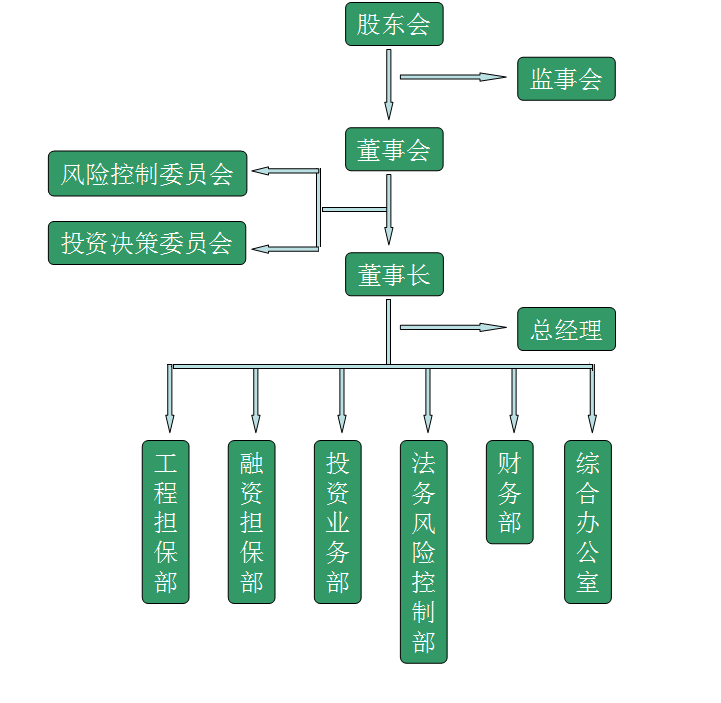 股东会
监事会
董事会
风险控制委员会
投资决策委员会
董事长
总经理
工程担保部
融资担保部
投资业务部
法务风险控制部
财务部
综合办公室